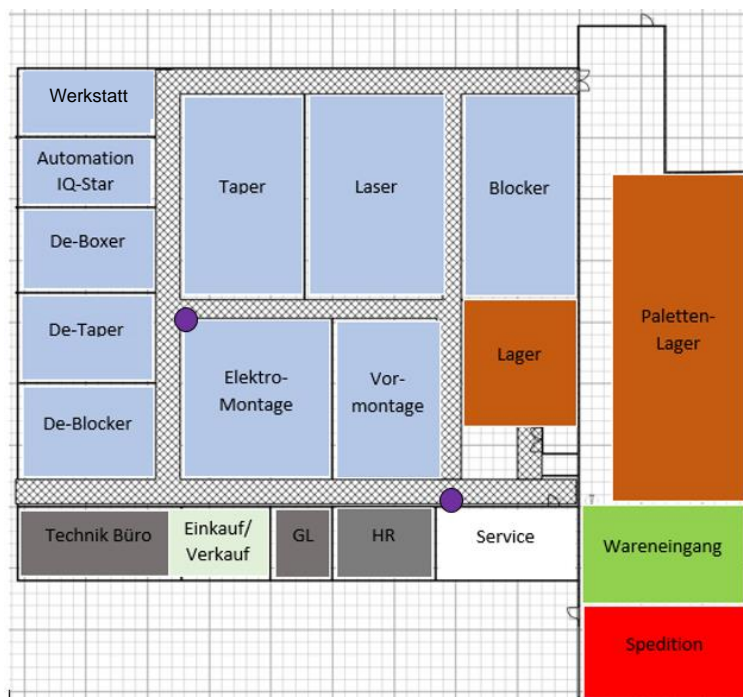 Werkstatt
Automation
IQ-Star
De-Boxer
De-Taper
De-Blocker
Taper
Laser
Blocker
Elektro-
Montage
Vor-
montage
Lager
Paletten-
Lager
Technik Büro
Einkauf/
Verkauf
GL
HR
Service
Wareneingang
Spedition